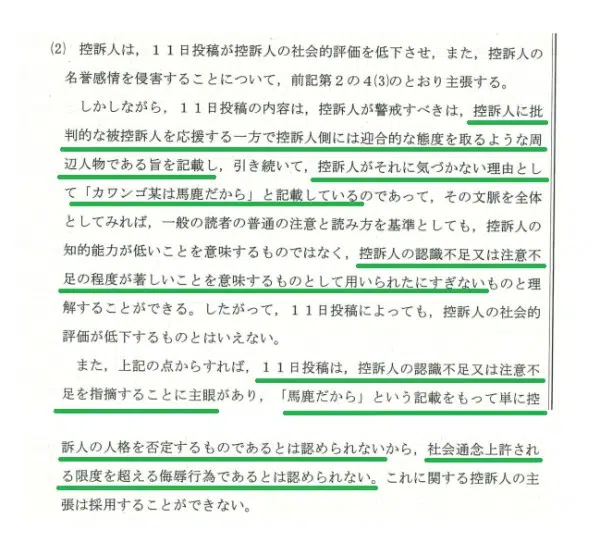 (2) 控訴人は，１１日投稿が控訴人の社会的評価を低下させ，また，控訴人の
名誉感情を侵害することについて，前記第２の４(3)のとおり主張する。
しかしながら，１１日投稿の内容は，控訴人が警戒すべきは，控訴人に批
判的な被控訴人を応援する一方で控訴人側には迎合的な態度を取るような周
辺人物である旨を記載し，引き続いて，控訴人がそれに気づかない理由とし
て「カワンゴ某は馬鹿だから」と記載しているのであって，その文脈を全体
としてみれば，一般の読者の普通の注意と読み方を基準としても，控訴人の
知的能力が低いことを意味するものではなく，控訴人の認識不足又は注意不
足の程度が著しいことを意味するものとして用いられたにすぎないものと理
解することができる。したがって，１１日投稿によっても，控訴人の社会的
評価が低下するものとはいえない。
また，上記の点からすれば，１１日投稿は，控訴人の認識不足又は注意不
足を指摘することに主眼があり，「馬鹿だから」という記載をもって単に控
訴人の人格を否定するものであるとは認められないから，社会通念上許され
る限度を超える侮辱行為であるとは認められない。これに関する控訴人の主
張は採用することができない。